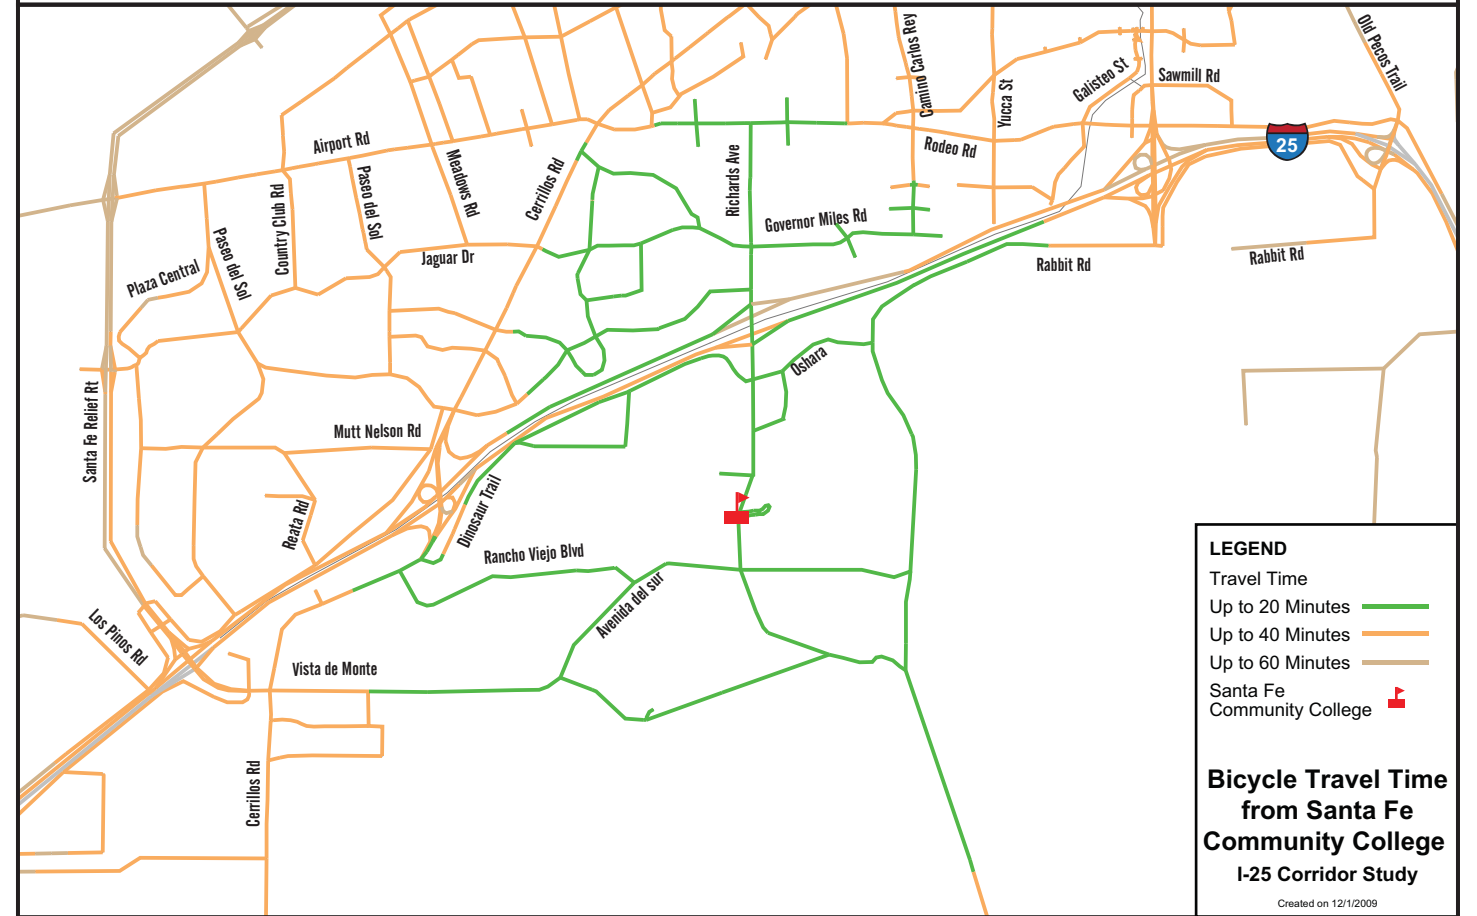 Old Pecos Trail
Camino Carlos Rey
Yucca St
Galisteo St
Sawmill Rd
Airport Rd
Rodeo Rd
25
Meadows Rd
Cerrillos Rd
Richards Ave
Country Club Rd
Paseo del Sol
Paseo del Sol
Governor Miles Rd
Plaza Central
Jaguar Dr
Rabbit Rd
Rabbit Rd
Oshara
Santa Fe Relief Rt
Mutt Nelson Rd
Reata Rd
Dinosaur Trail
Rancho Viejo Blvd
Avenida del sur
Los Pinos Rd
Vista de Monte
Cerrillos Rd
LEGEND
Travel Time
Up to 20 Minutes
Up to 40 Minutes
Up to 60 Minutes
Santa Fe
Community College
Bicycle Travel Time
from Santa Fe
Community College
I-25 Corridor Study
Created on 12/1/2009